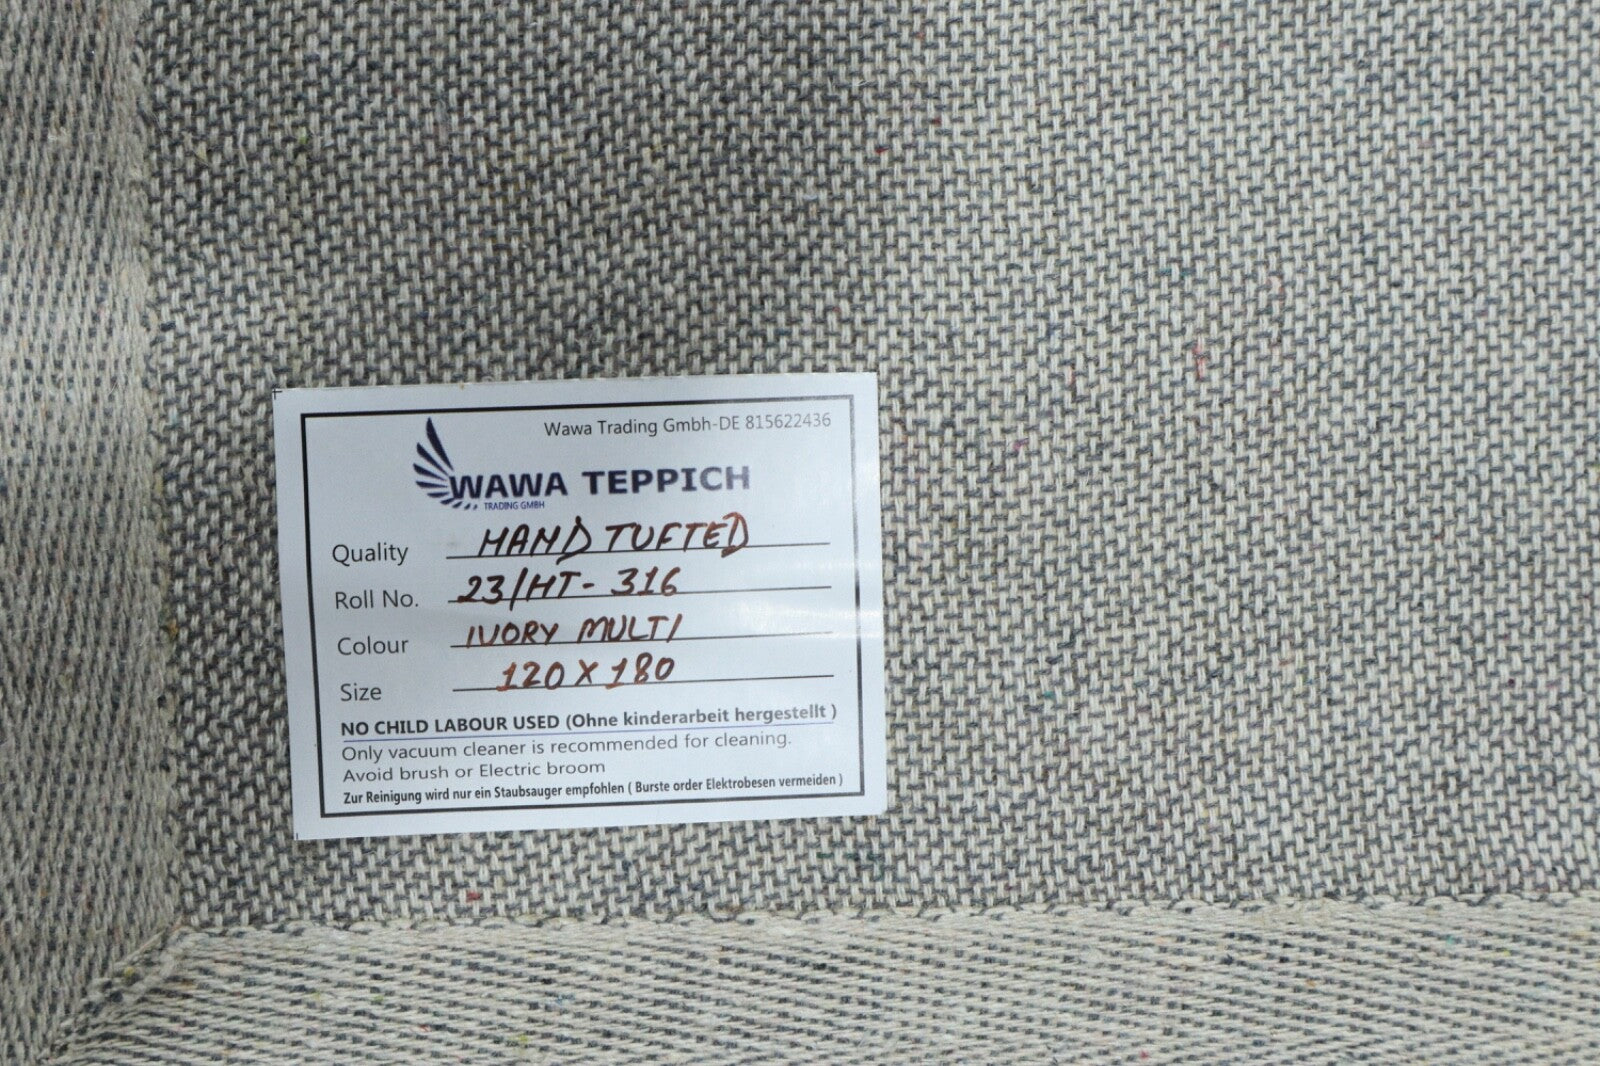 Wawa Trading Gmbh-DE 815622436
WAWA TEPPICH
TRADING GMBH
Quality HAND TUFTED
Roll No. 23/HT- 316
Colour IVORY MULTI
Size 120 X 180
NO CHILD LABOUR USED (Ohne kinderarbeit hergestellt )
Only vacuum cleaner is recommended for cleaning.
Avoid brush or Electric broom
Zur Reinigung wird nur ein Staubsauger empfohlen ( Burste order Elektrobesen vermeiden )